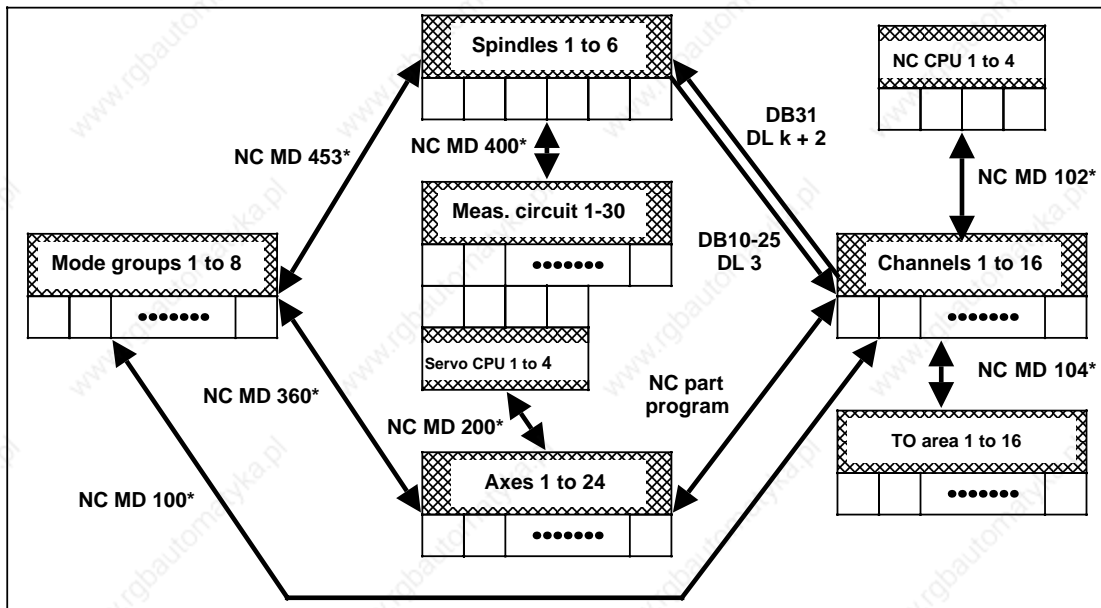 Spindles 1 to 6
NC CPU 1 to 4
DB31
DL k + 2
NC MD 453*
NC MD 400*
NC MD 102*
Meas. circuit 1-30
DB10-25
DL 3
Mode groups 1 to 8
Channels 1 to 16
•••••••
•••••••
•••••••
Servo CPU 1 to 4
NC MD 360*
NC part
program
NC MD 104*
NC MD 200*
TO area 1 to 16
Axes 1 to 24
NC MD 100*
•••••••
•••••••
www.rgbautomatyka.pl